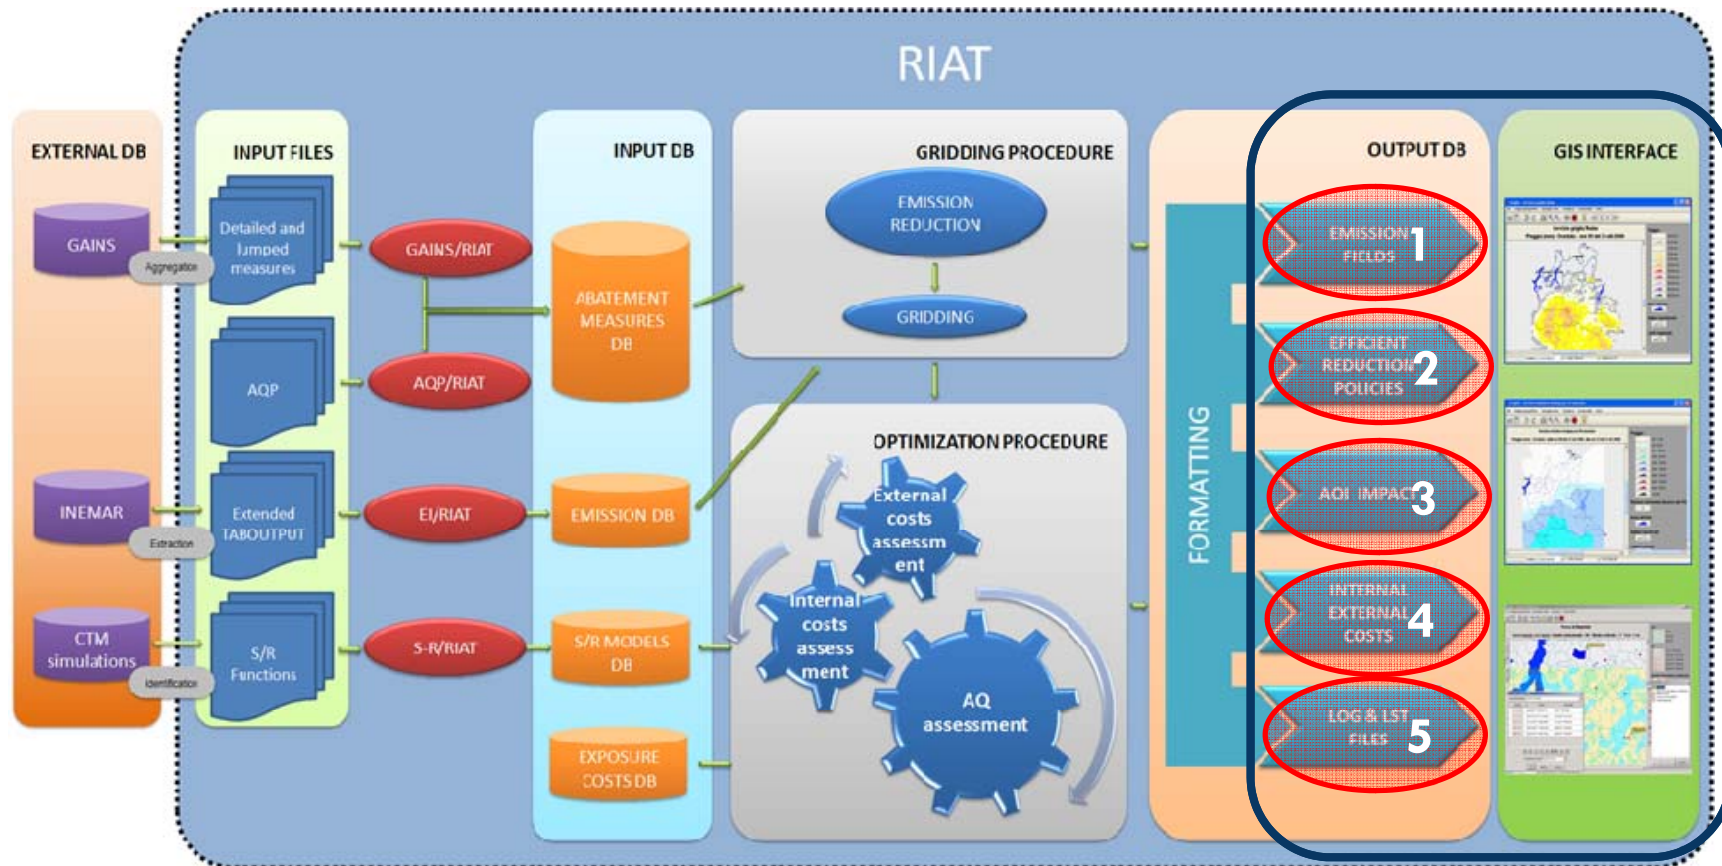 RIAT
EXTERNAL DB
GAINS
Aggregation
INEMAR
Extraction
CTM
simulations
Identification
INPUT FILES
Detailed and
lumped
measures
AQP
Extended
TABOUTPUT
S/R
Functions
GAINS/RIAT
AQP/RIAT
EI/RIAT
S-R/RIAT
INPUT DB
ABATEMENT
MEASURES
DB
EMISSION DB
S/R MODELS
DB
EXPOSURE
COSTS DB
GRIDDING PROCEDURE
EMISSION
REDUCTION
GRIDDING
OPTIMIZATION PROCEDURE
External
costs
assessm
ent
Internal
costs
assess
ment
AQ
assessment
FORMATTING
OUTPUT DB
EMISSION
FIELDS
1
EFFICIENT
REDUCTION
POLICIES
2
AQI IMPACT
3
INTERNAL
EXTERNAL
COSTS
4
LOG & LST
FILES
5
GIS INTERFACE